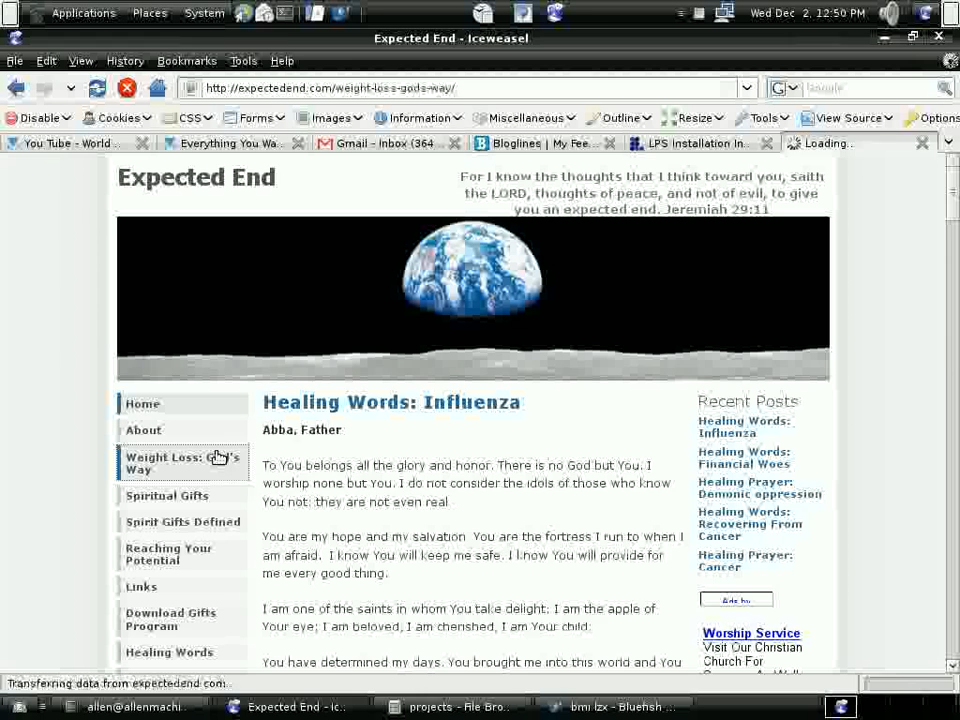 Applications Places System
Wed Dec 2, 12:50 PM
Expected End - Iceweasel
File Edit View History Bookmarks Tools Help
http://expectedend.com/weight-loss-gods-way/
Google
Disable Cookies CSS Forms Images Information Miscellaneous Outline Resize Tools View Source Options
You Tube - World ... Everything You Wa... Gmail - Inbox (364 ... Bloglines | My Fee... LPS Installation In... Loading...
Expected End
For I know the thoughts that I think toward you, saith
the LORD, thoughts of peace, and not of evil, to give
you an expected end. Jeremiah 29:11
Home
About
Weight Loss: God's
Way
Spiritual Gifts
Spirit Gifts Defined
Reaching Your
Potential
Links
Download Gifts
Program
Healing Words
Healing Words: Influenza
Abba, Father
To You belongs all the glory and honor. There is no God but You. I
worship none but You. I do not consider the idols of those who know
You not: they are not even real
You are my hope and my salvation. You are the fortress I run to when I
am afraid. I know You will keep me safe. I know You will provide for
me every good thing.
I am one of the saints in whom You take delight; I am the apple of
Your eye; I am beloved, I am cherished, I am Your child:
You have determined my days. You brought me into this world and You
Recent Posts
Healing Words:
Influenza
Healing Words:
Financial Woes
Healing Prayer:
Demonic oppression
Healing Words:
Recovering From
Cancer
Healing Prayer:
Cancer
Ads by
Worship Service
Visit Our Christian
Church For
Transferring data from expectedend.com...
allen@allenmachi... Expected End - Ic... projects - File Bro... bmi.lzx - Bluefish ...